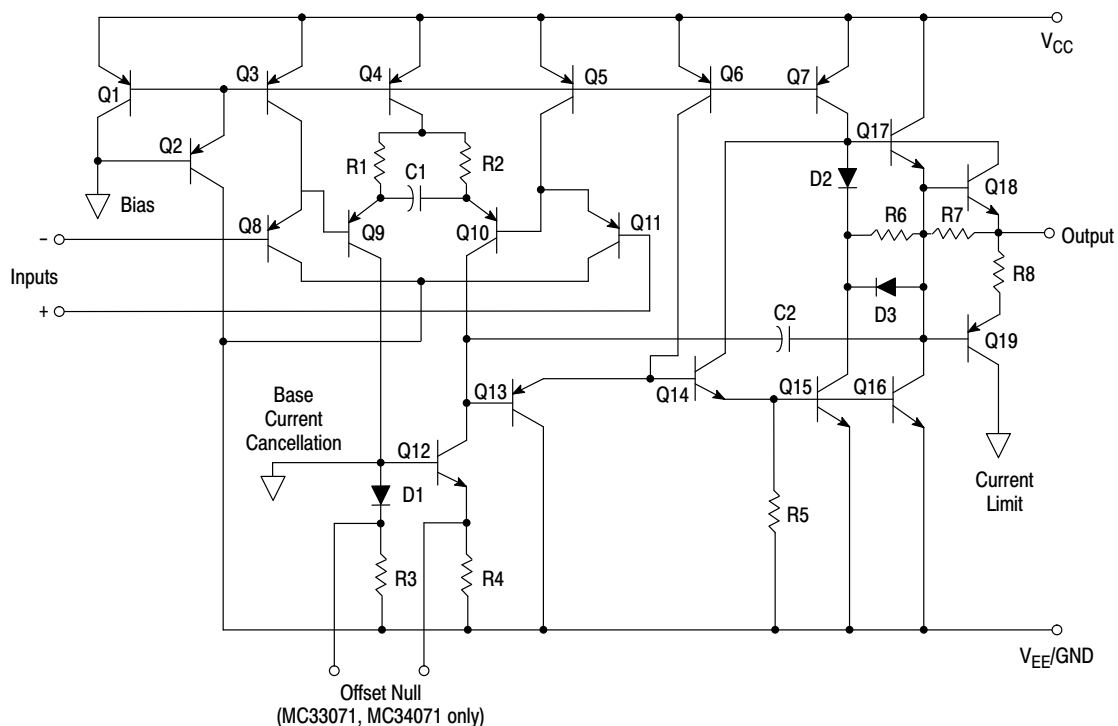 V_CC
Q1
Q2
Q3
Q4
Q5
Q6
Q7
Q17
Q18
R1
C1
R2
D2
R6
R7
Output
Bias
Q8
Q9
Q10
Q11
-
Inputs
+
R8
D3
C2
Q19
Q13
Q14
Q15
Q16
Base
Current
Cancellation
Q12
D1
Current
Limit
R5
R3
R4
V_EE/GND
Offset Null
(MC33071, MC34071 only)